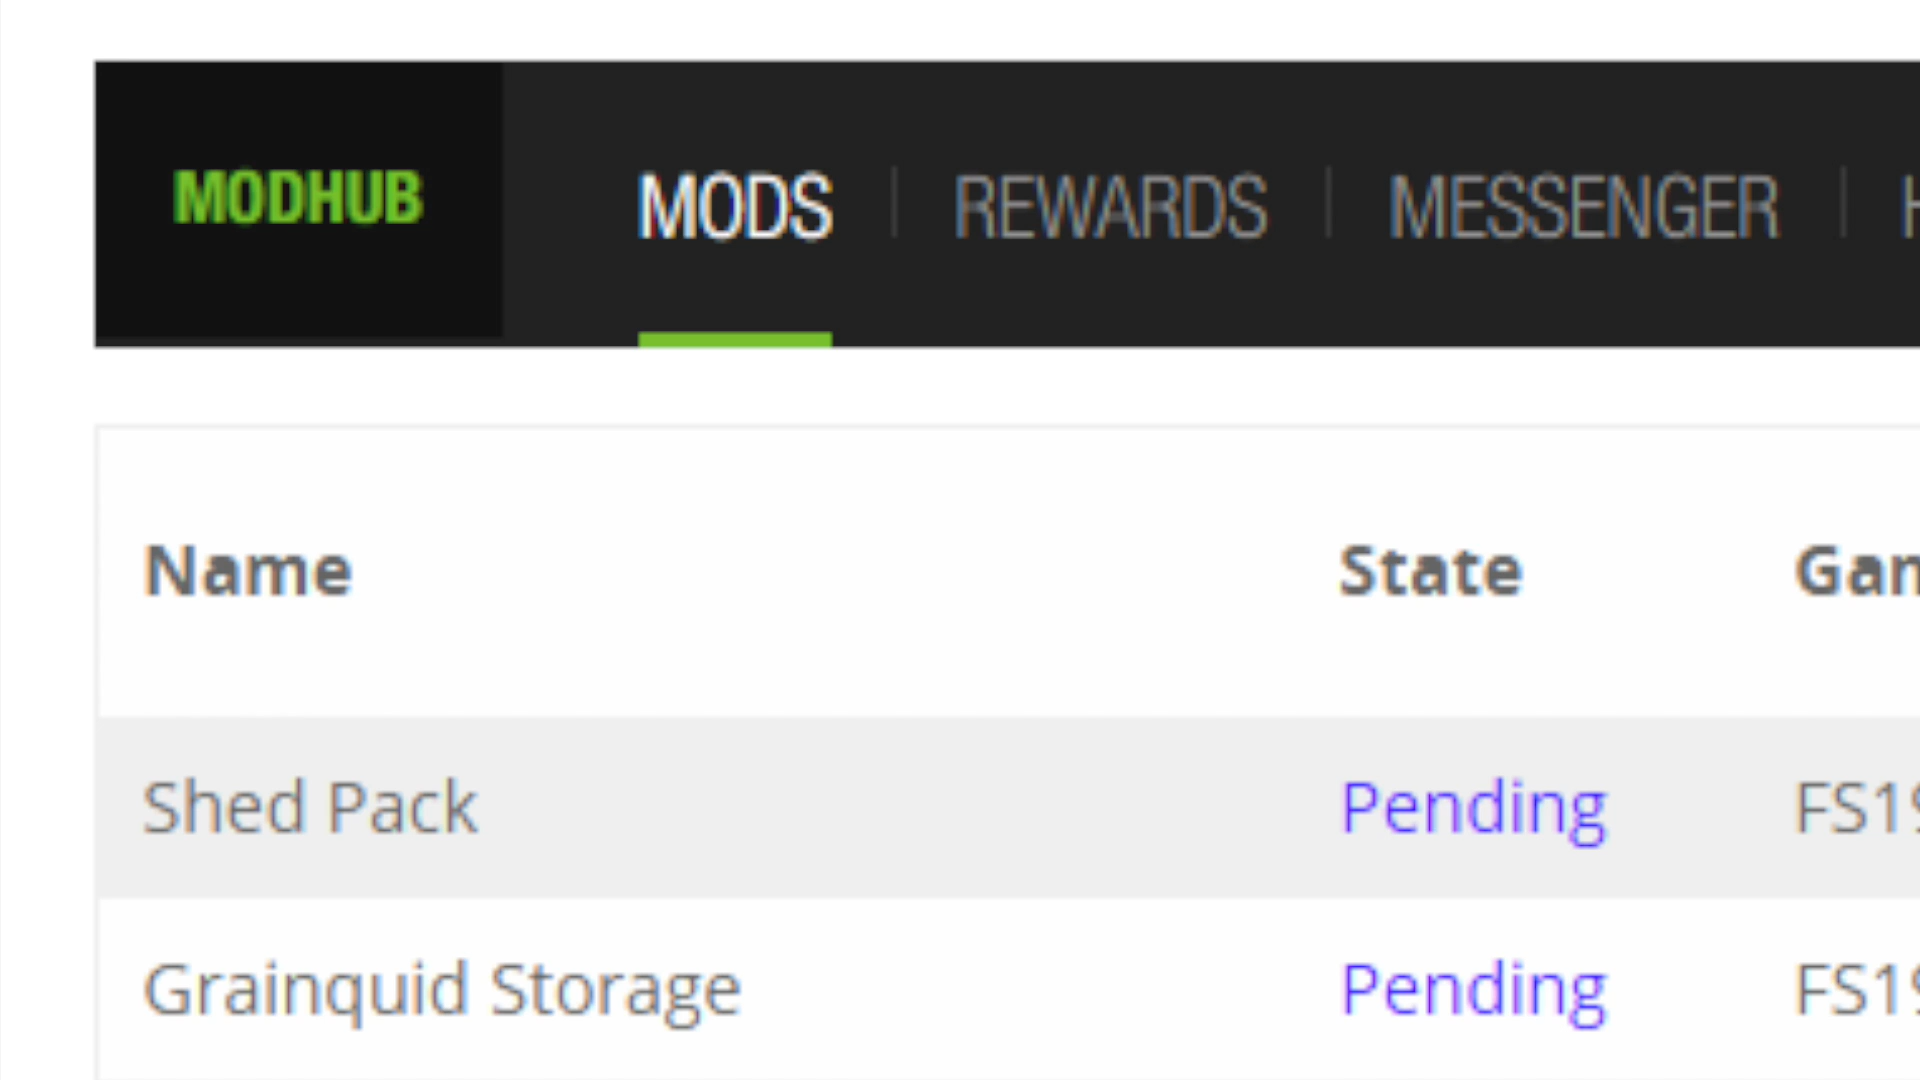 MODHUB MODS REWARDS MESSENGER
Name State
Shed Pack Pending
Grainquid Storage Pending